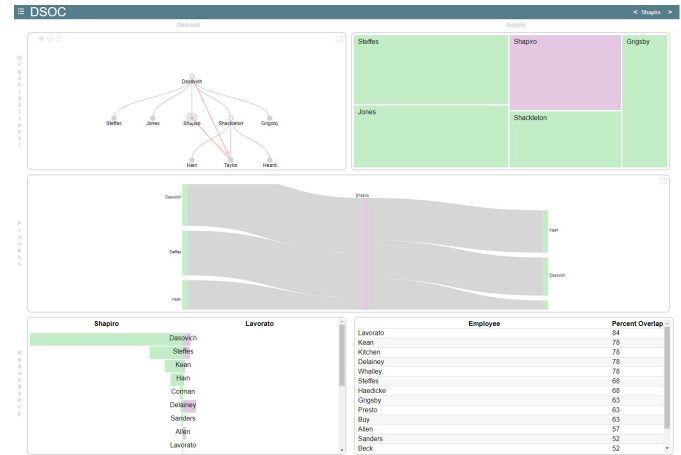 DSOC
< Shapiro >
Demand
Supply
Organizational
Dasovich
Steffes
Jones
Shapiro
Shackleton
Grigsby
Hain
Taylor
Heard
Steffes
Shapiro
Grigsby
Jones
Shackleton
Process
Dasovich
Shapiro
Steffes
Kean
Kean
Dasovich
Redundancy
Shapiro
Lavorato
Dasovich
Steffes
Kean
Hain
Corman
Delainey
Sanders
Allen
Lavorato
Employee Percent Overlap
Lavorato 84
Kean 78
Kitchen 78
Delainey 78
Whalley 78
Steffes 68
Haedicke 68
Grigsby 63
Presto 63
Buy 63
Allen 57
Sanders 52
Beck 52